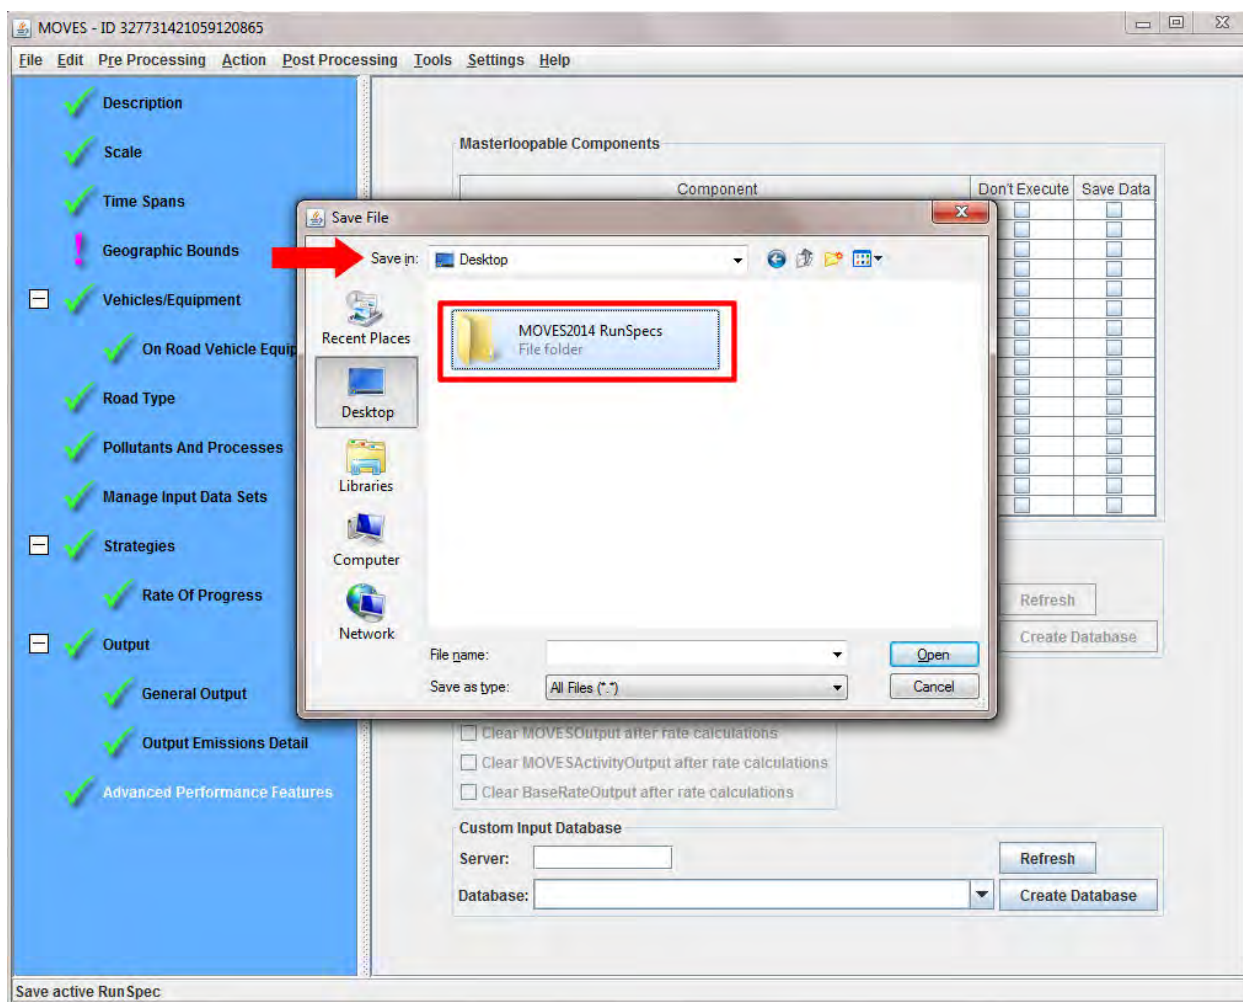 MOVES - ID 327731421059120865
File Edit Pre Processing Action Post Processing Tools Settings Help
Description
Scale
Time Spans
Geographic Bounds
Vehicles/Equipment
On Road Vehicle Equip
Road Type
Pollutants And Processes
Manage Input Data Sets
Strategies
Rate Of Progress
Output
General Output
Output Emissions Detail
Advanced Performance Features
Masterloopable Components
Component Don't Execute Save Data
Save File
Save in: Desktop
Recent Places
Desktop
Libraries
Computer
Network
MOVES2014 RunSpecs
File folder
File name:
Open
Save as type: All Files (*.*)
Cancel
Refresh
Create Database
Clear MOVESOutput after rate calculations
Clear MOVESActivityOutput after rate calculations
Clear BaseRateOutput after rate calculations
Custom Input Database
Server: Refresh
Database: Create Database
Save active RunSpec